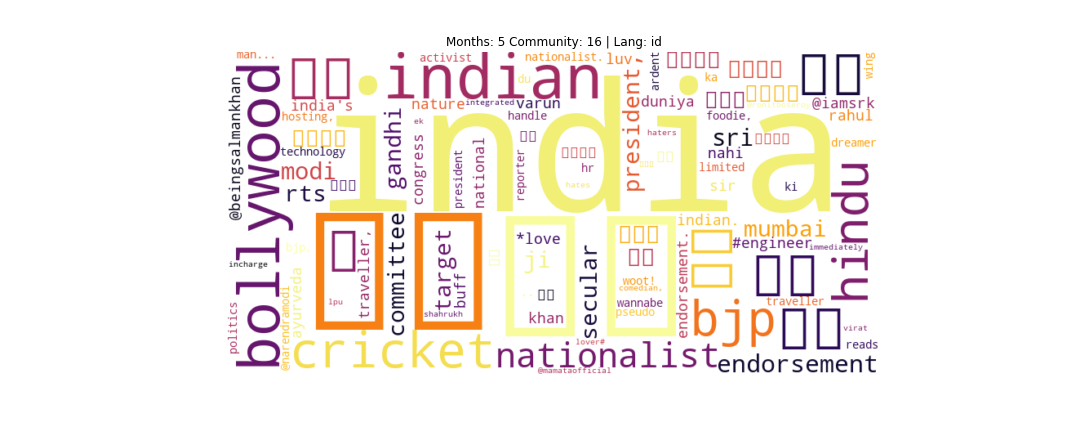 Months: 5 Community: 16 | Lang: id
man...
activist
nationalist.
luv
ardent
wing
indian
du
ka
@beingsalmankhan
bollywood
india
india's
hosting,
nature
integrated
varun
handle
president,
duniya
@iamsrk
rahul
foodie,
gandhi
congress
ek
haters
sri
dreamer
technology
modi
rts
president
national
reporter
hr
hates
nahi
limited
sir
ki
hindu
committee
traveller,
lpu
target
buff
shahrukh
*love
ji
khan
secular
woot!
comedian,
wannabe
pseudo
indian.
endorsement.
mumbai
#engineer
immediately
bjp
incharge
politics
@narendramodi
ayurveda
traveller
bjp
virat
reads
cricket
nationalist
lover#
@mamataofficial
endorsement